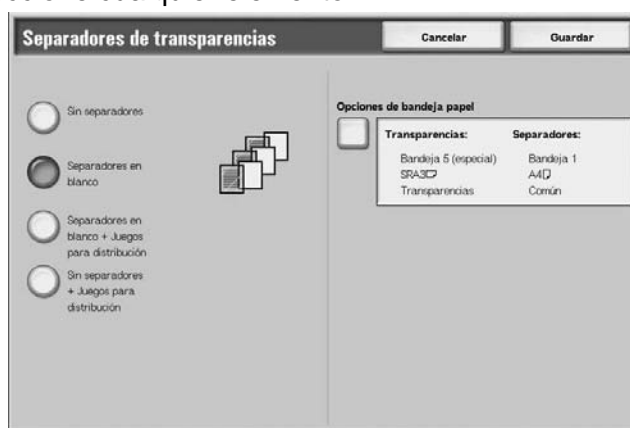 Separadores de transparencias
Cancelar
Guardar
Sin separadores
Separadores en
blanco
Separadores en
blanco + Juegos
para distribución
Sin separadores
+ Juegos para
distribución
Opciones de bandeja papel
Transparencias: Separadores:
Bandeja 5 (especial) Bandeja 1
SRA3 A4
Transparencias Común